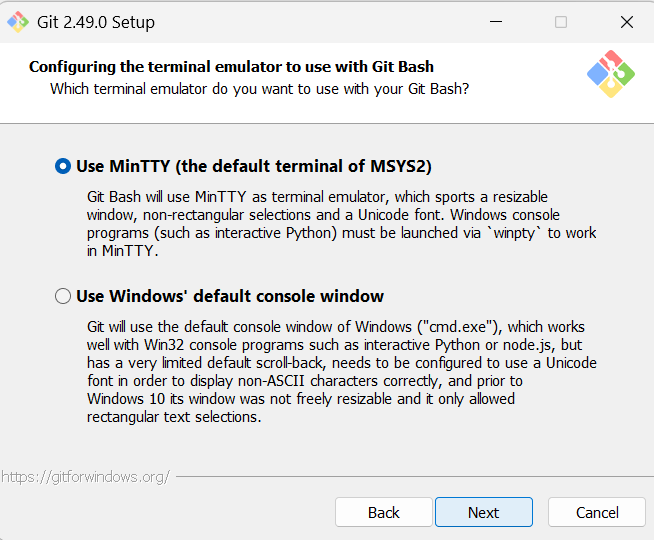 Git 2.49.0 Setup
Configuring the terminal emulator to use with Git Bash
Which terminal emulator do you want to use with your Git Bash?
Use MinTTY (the default terminal of MSYS2)
Git Bash will use MinTTY as terminal emulator, which sports a resizable
window, non-rectangular selections and a Unicode font. Windows console
programs (such as interactive Python) must be launched via `winpty` to work
in MinTTY.
Use Windows' default console window
Git will use the default console window of Windows ("cmd.exe"), which works
well with Win32 console programs such as interactive Python or node.js, but
has a very limited default scroll-back, needs to be configured to use a Unicode
font in order to display non-ASCII characters correctly, and prior to
Windows 10 its window was not freely resizable and it only allowed
rectangular text selections.
https://gitforwindows.org/
Back
Next
Cancel